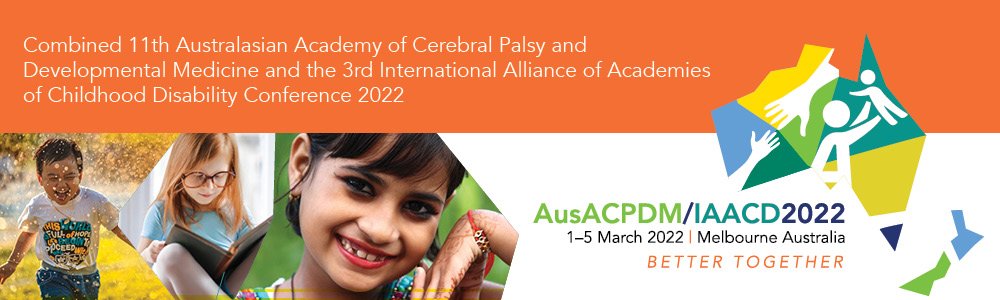 Combined 11th Australasian Academy of Cerebral Palsy and
Developmental Medicine and the 3rd International Alliance of Academies
of Childhood Disability Conference 2022
AusACPDM/IAACD2022
1–5 March 2022 | Melbourne Australia
BETTER TOGETHER